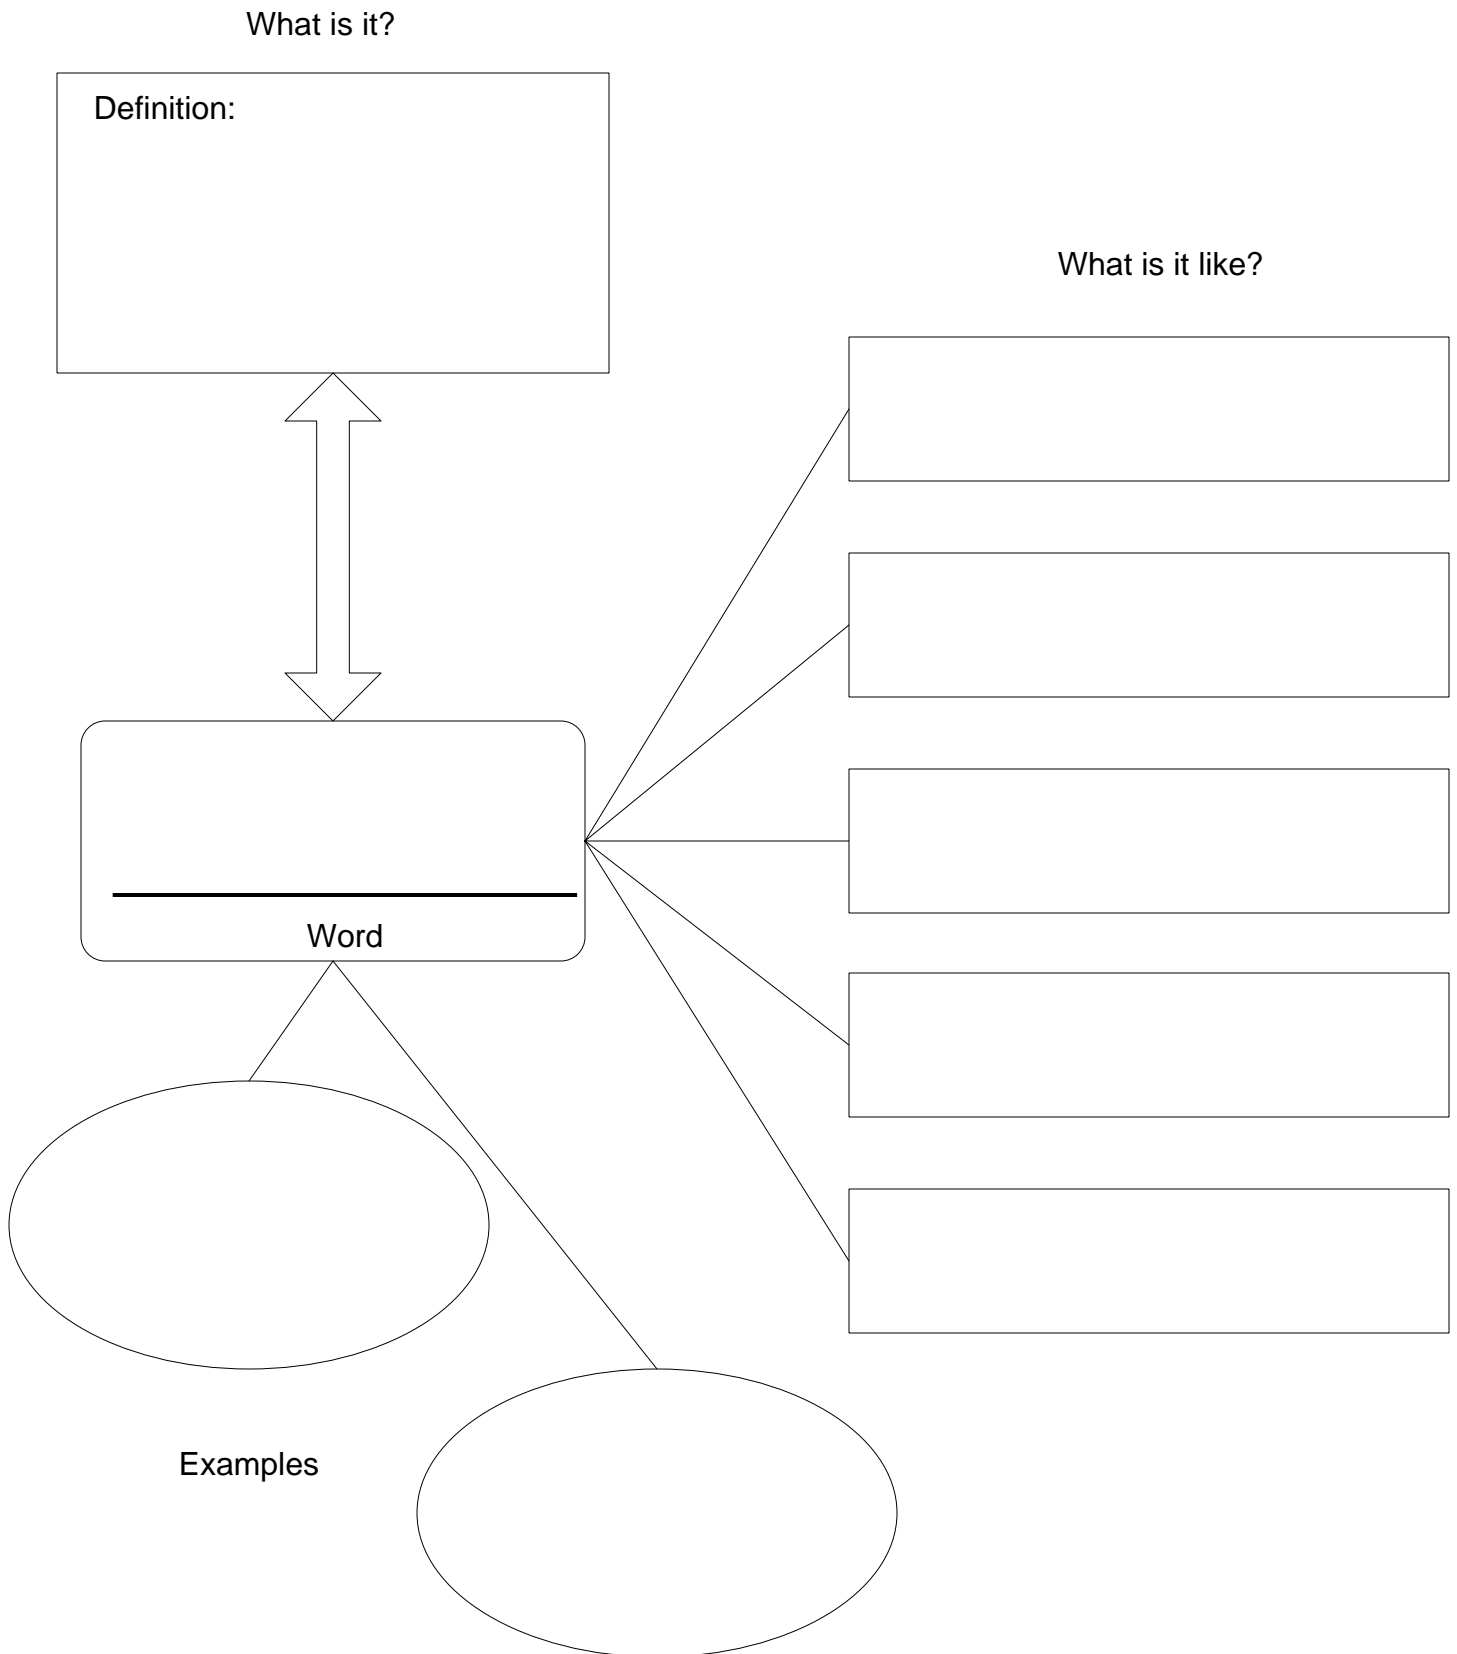 What is it?
Definition:
What is it like?
Word
Examples